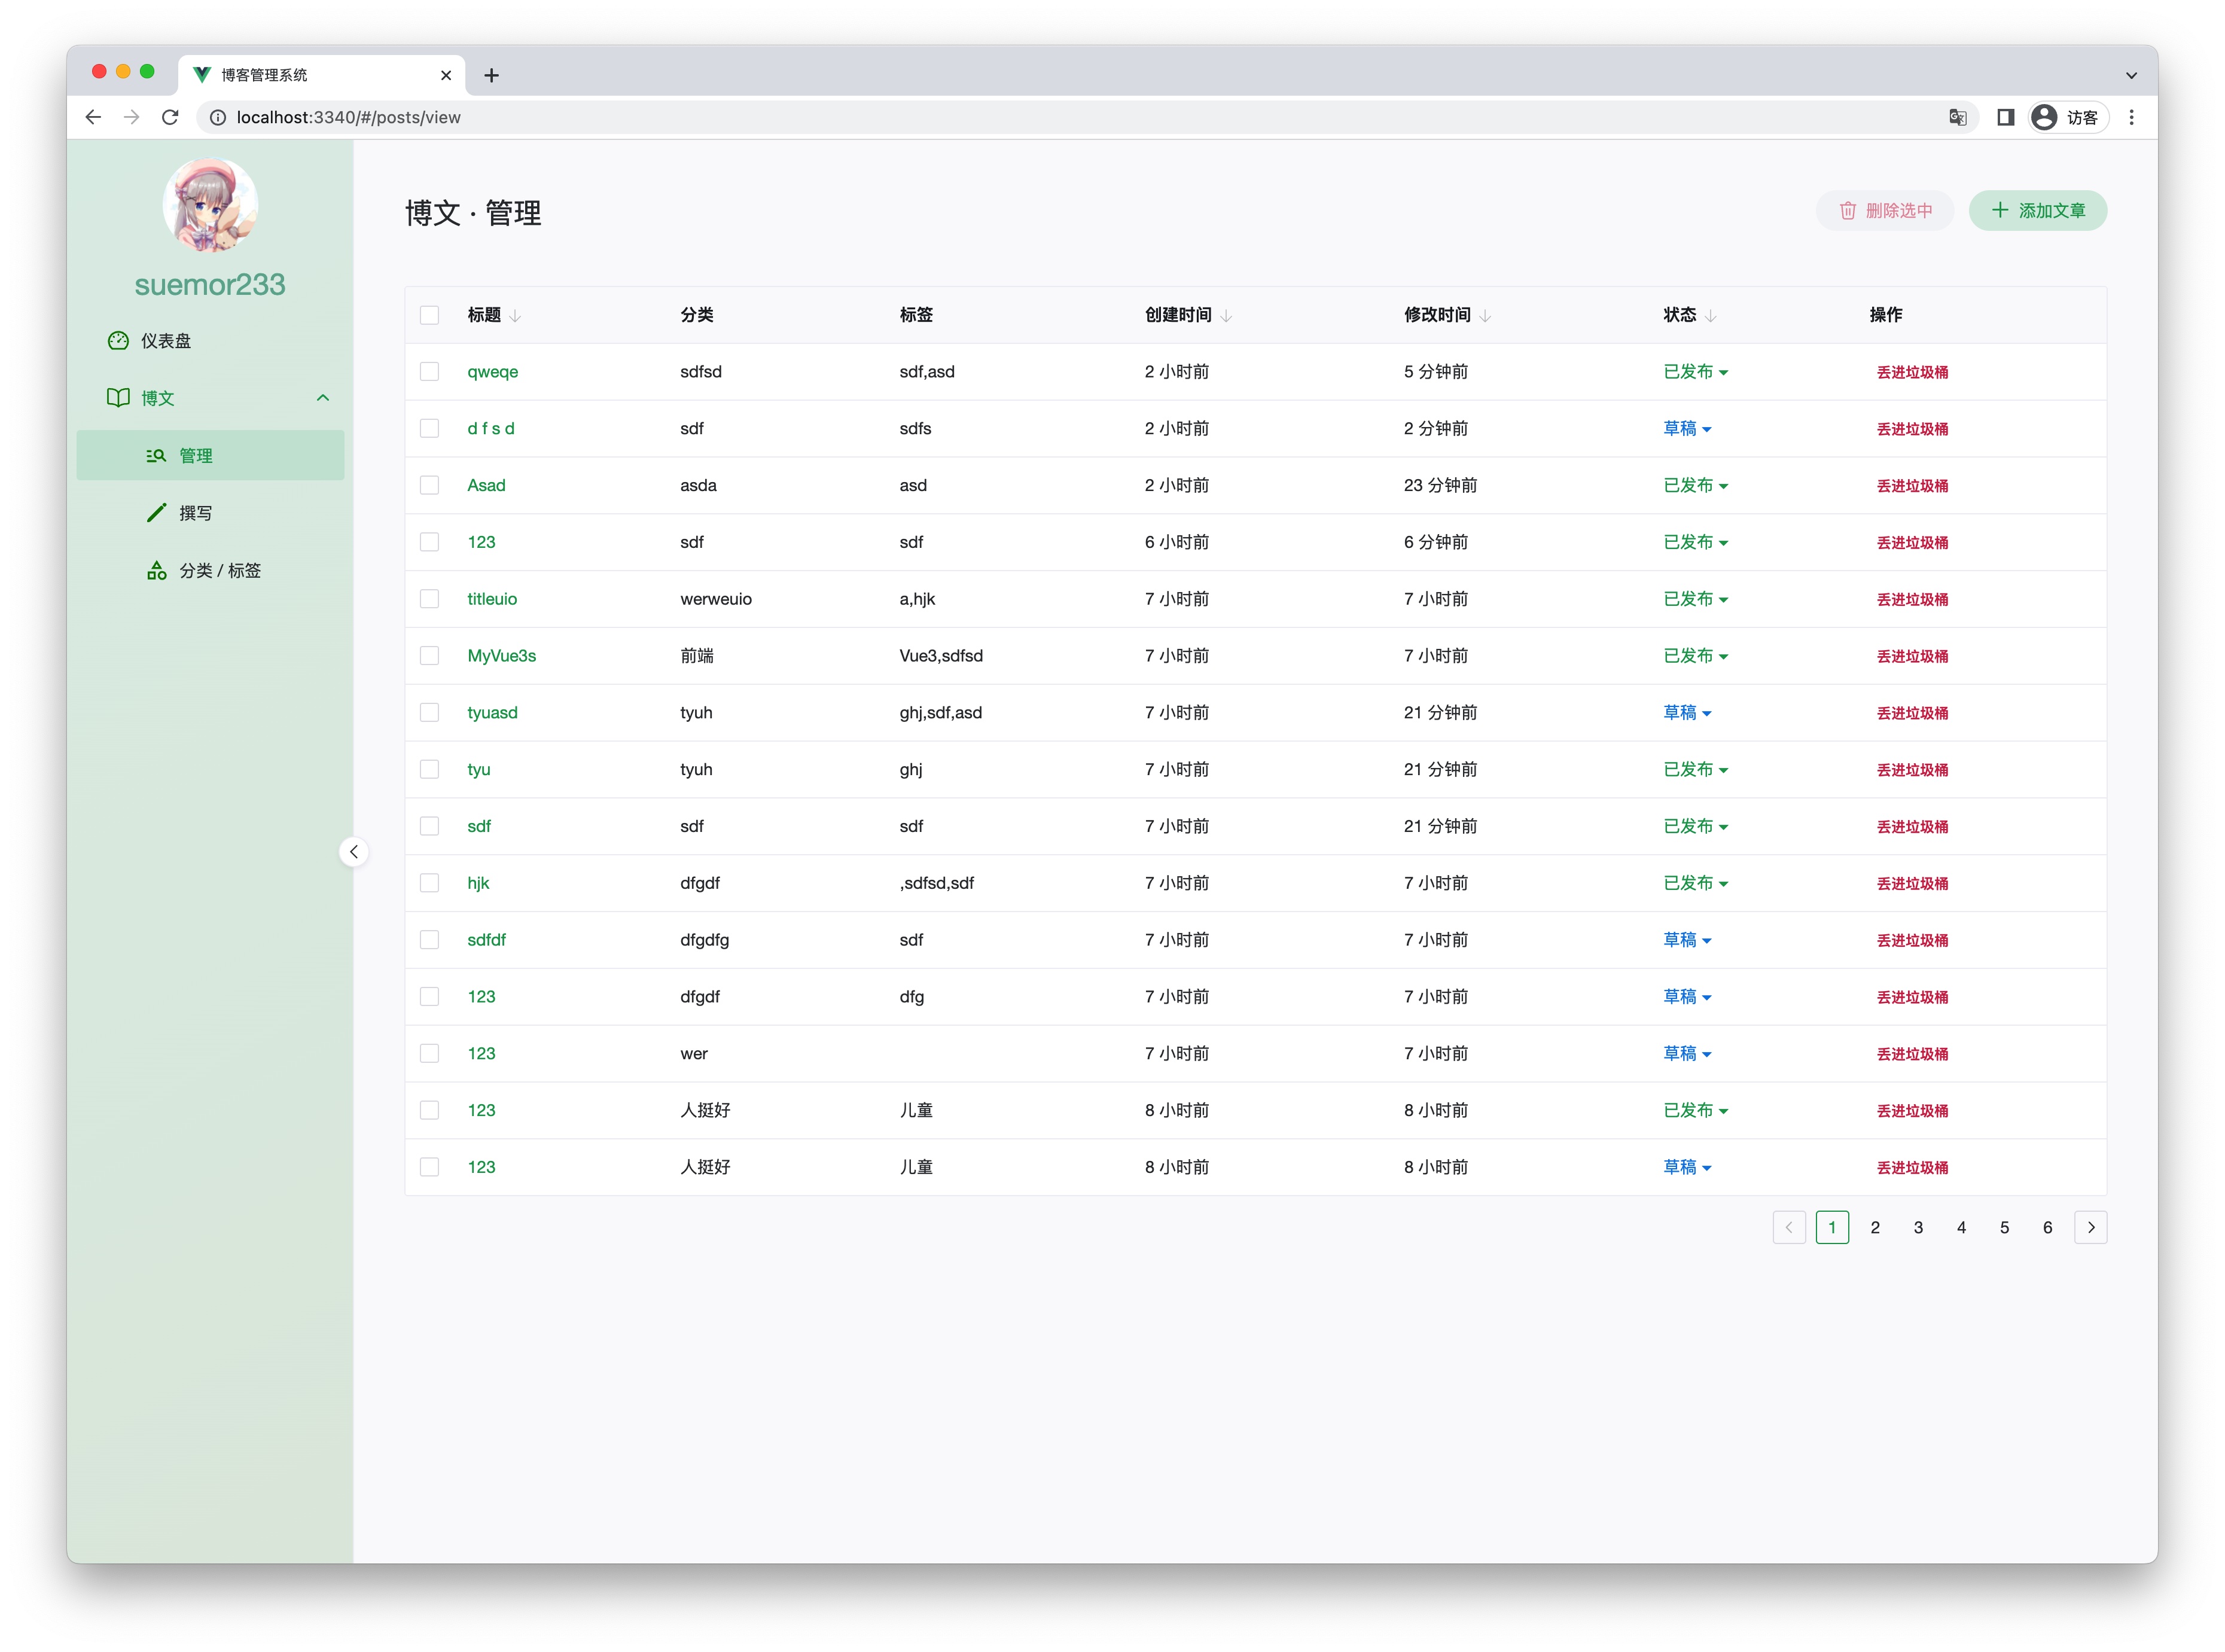 博客管理系统
localhost:3340/#/posts/view
访客
suemor233
仪表盘
博文
管理
撰写
分类 / 标签
博文 · 管理
删除选中
添加文章
标题 分类 标签 创建时间 修改时间 状态 操作
qweqe sdfsd sdf,asd 2 小时前 5 分钟前 已发布 丢进垃圾桶
d f s d sdf sdfs 2 小时前 2 分钟前 草稿 丢进垃圾桶
Asad asda asd 2 小时前 23 分钟前 已发布 丢进垃圾桶
123 sdf sdf 6 小时前 6 分钟前 已发布 丢进垃圾桶
titleuio werweuio a,hjk 7 小时前 7 小时前 已发布 丢进垃圾桶
MyVue3s 前端 Vue3,sdfsd 7 小时前 7 小时前 已发布 丢进垃圾桶
tyuasd tyuh ghj,sdf,asd 7 小时前 21 分钟前 草稿 丢进垃圾桶
tyu tyuh ghj 7 小时前 21 分钟前 已发布 丢进垃圾桶
sdf sdf sdf 7 小时前 21 分钟前 已发布 丢进垃圾桶
hjk dfgdf ,sdfsd,sdf 7 小时前 7 小时前 已发布 丢进垃圾桶
sdfdf dfgdfg sdf 7 小时前 7 小时前 草稿 丢进垃圾桶
123 dfgdf dfg 7 小时前 7 小时前 草稿 丢进垃圾桶
123 wer 7 小时前 7 小时前 草稿 丢进垃圾桶
123 人挺好 儿童 8 小时前 8 小时前 已发布 丢进垃圾桶
123 人挺好 儿童 8 小时前 8 小时前 草稿 丢进垃圾桶
1 2 3 4 5 6